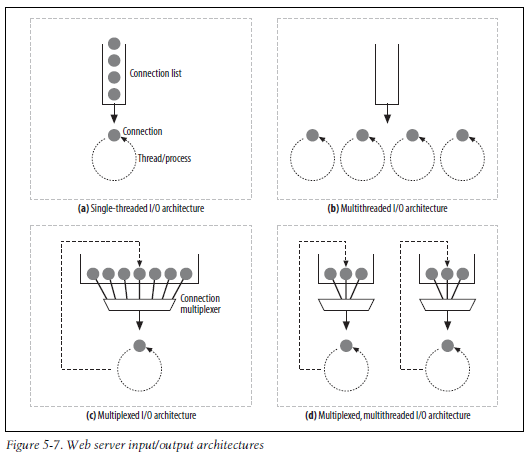 Connection list
Connection
Thread/process
(a) Single-threaded I/O architecture
(b) Multithreaded I/O architecture
Connection
multiplexer
(c) Multiplexed I/O architecture
(d) Multiplexed, multithreaded I/O architecture
Figure 5-7. Web server input/output architectures